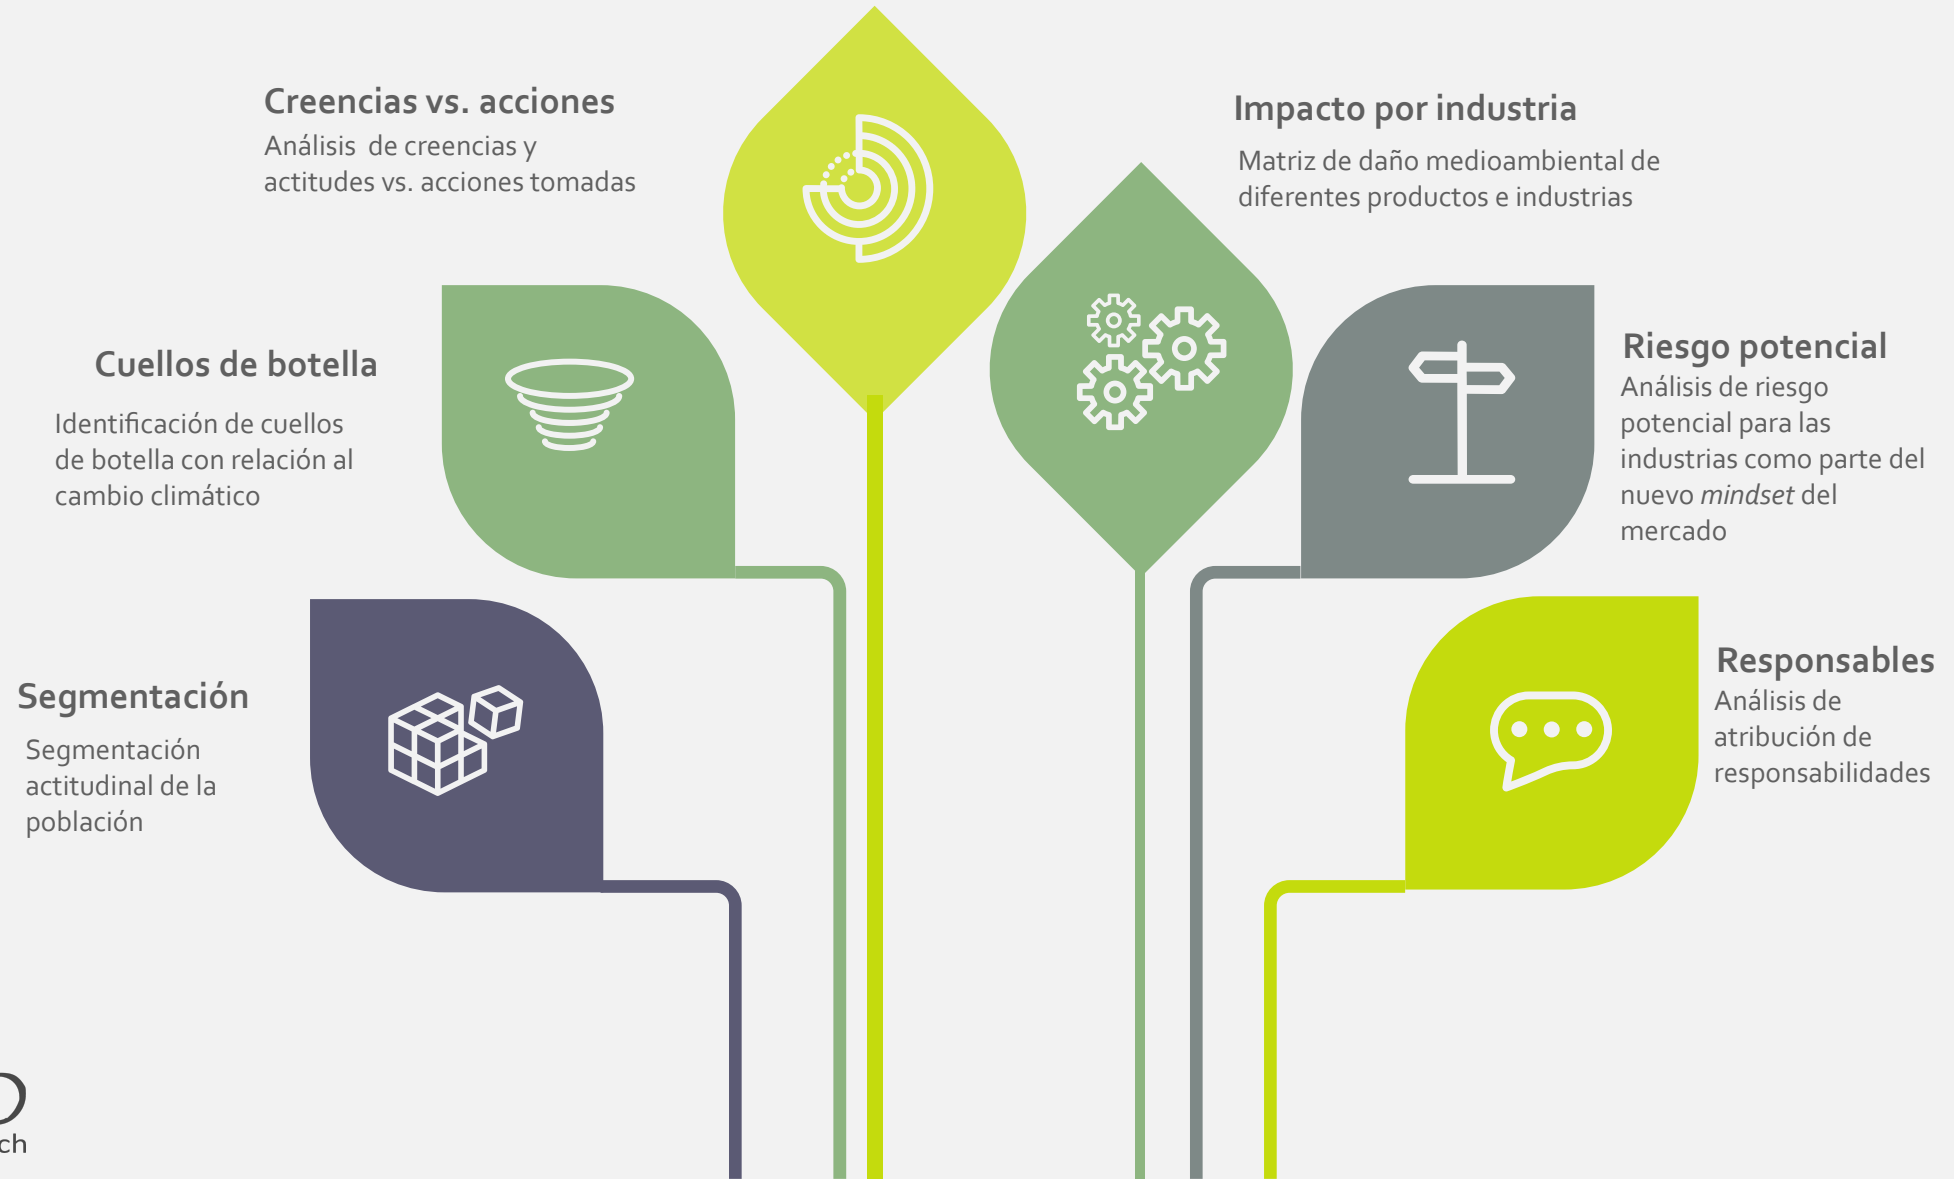 Creencias vs. acciones
Análisis de creencias y
actitudes vs. acciones tomadas
Impacto por industria
Matriz de daño medioambiental de
diferentes productos e industrias
Cuellos de botella
Identificación de cuellos
de botella con relación al
cambio climático
Riesgo potencial
Análisis de riesgo
potencial para las
industrias como parte del
nuevo mindset del
mercado
Segmentación
Segmentación
actitudinal de la
población
Responsables
Análisis de
atribución de
responsabilidades
ch